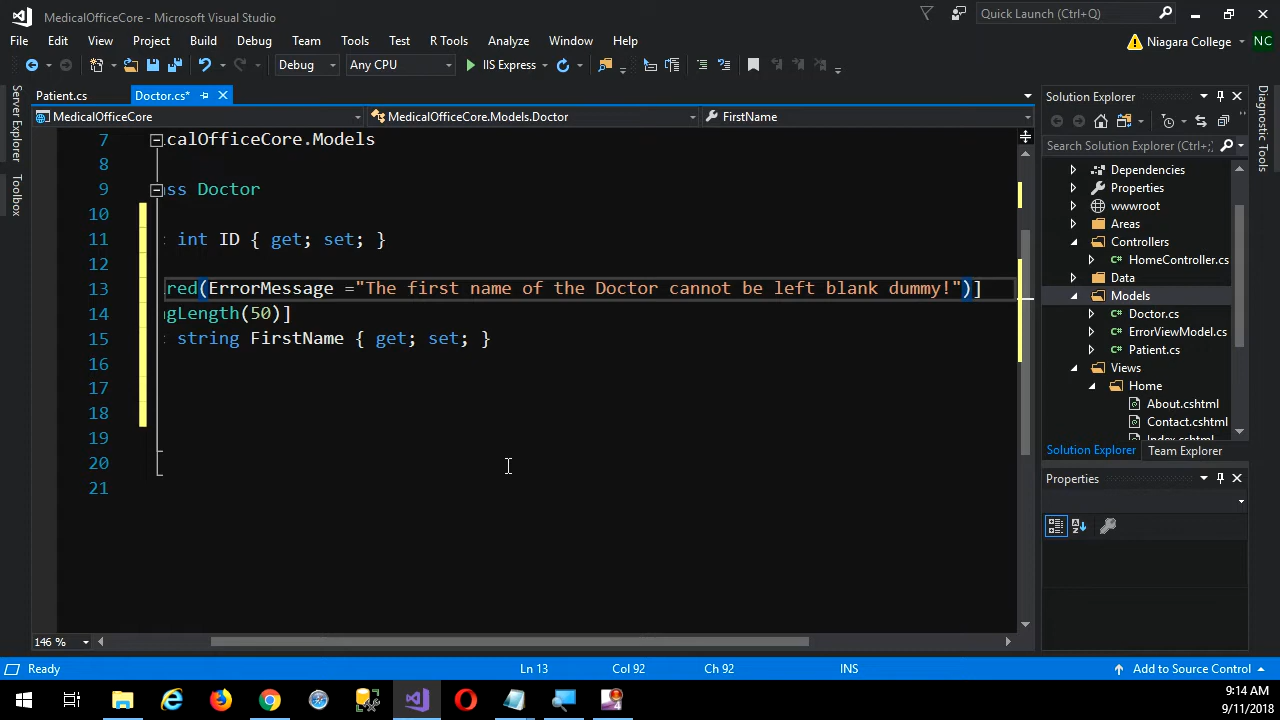 MedicalOfficeCore - Microsoft Visual Studio
Quick Launch (Ctrl+Q)
File Edit View Project Build Debug Team Tools Test R Tools Analyze Window Help
Niagara College NC
Debug Any CPU IIS Express
Server Explorer
Toolbox
Patient.cs Doctor.cs*
MedicalOfficeCore MedicalOfficeCore.Models.Doctor FirstName
7 calOfficeCore.Models
8
9 ss Doctor
10
11 : int ID { get; set; }
12
13 red(ErrorMessage ="The first name of the Doctor cannot be left blank dummy!")]
14 gLength(50)]
15 : string FirstName { get; set; }
16
17
18
19
20
21
146 %
Solution Explorer
Search Solution Explorer (Ctrl+;)
Dependencies
Properties
wwwroot
Areas
Controllers
HomeController.cs
Data
Models
Doctor.cs
ErrorViewModel.cs
Patient.cs
Views
Home
About.cshtml
Contact.cshtml
Solution Explorer Team Explorer
Properties
Diagnostic Tools
Ready Ln 13 Col 92 Ch 92 INS Add to Source Control
9:14 AM
9/11/2018